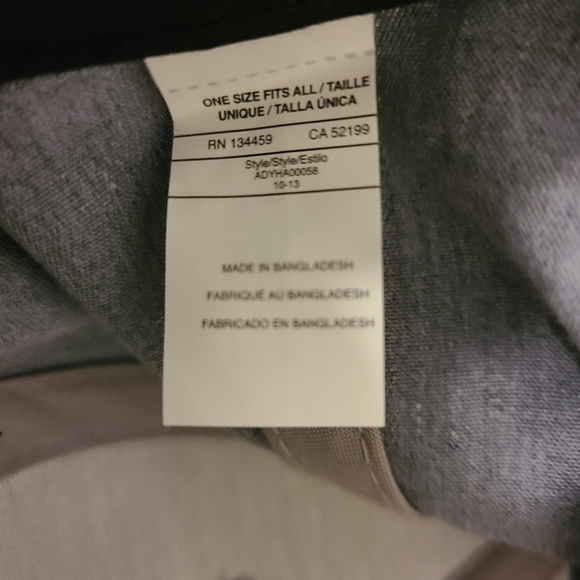 ONE SIZE FITS ALL / TAILLE
UNIQUE / TALLA ÚNICA
RN 134459 CA 52199
Style/Style/Estilo
ADYHA00058
10-13
MADE IN BANGLADESH
FABRIQUÉ AU BANGLADESH
FABRICADO EN BANGLADESH